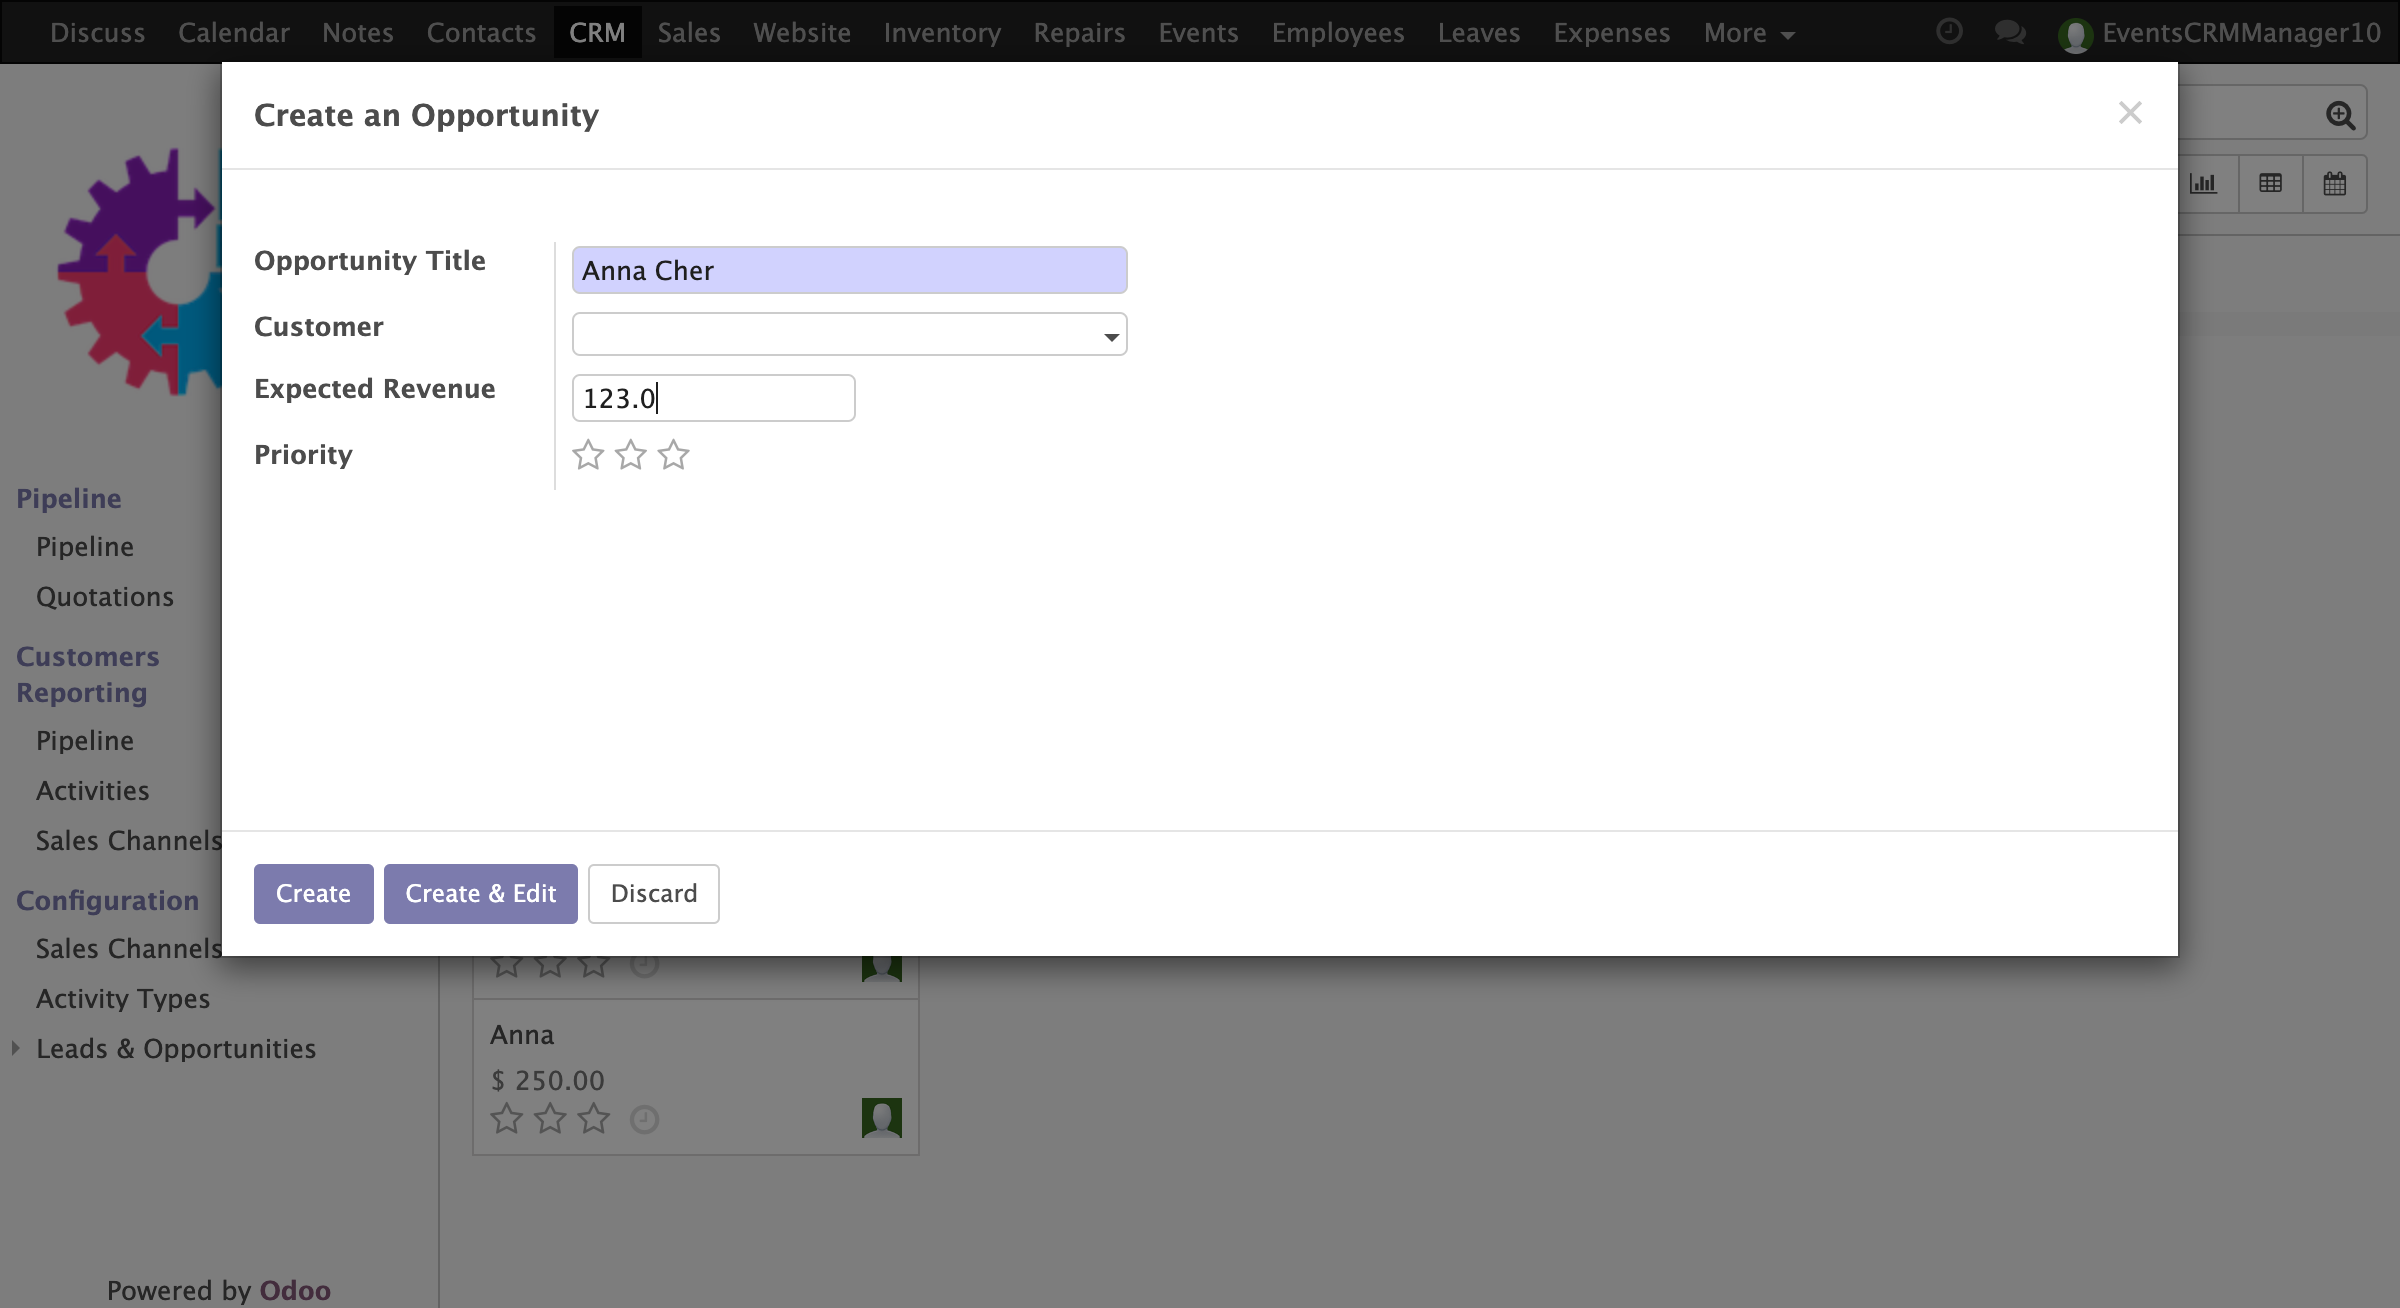 Discuss Calendar Notes Contacts CRM Sales Website Inventory Repairs Events Employees Leaves Expenses More EventsCRMManager10
Create an Opportunity
Opportunity Title Anna Cher
Customer
Expected Revenue 123.0
Priority
Create Create & Edit Discard
Pipeline
Pipeline
Quotations
Customers
Reporting
Pipeline
Activities
Sales Channels
Configuration
Sales Channels
Activity Types
Leads & Opportunities
Anna
$ 250.00
Powered by Odoo